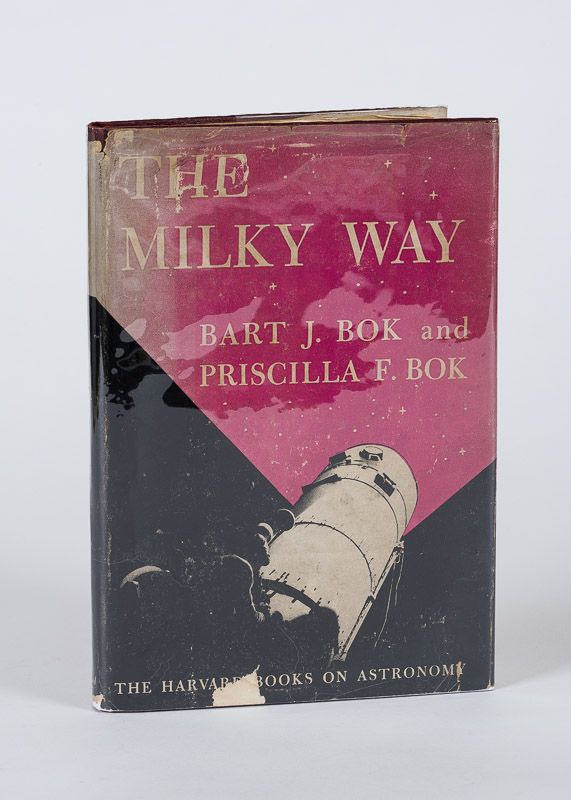 THE
MILKY WAY
BART J. BOK and
PRISCILLA F. BOK
THE HARVARD BOOKS ON ASTRONOMY